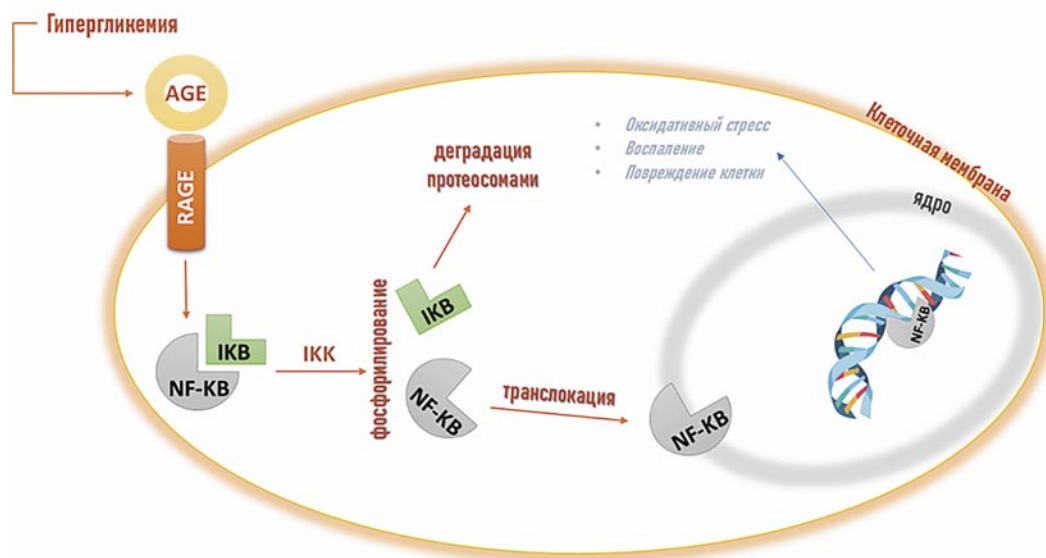 Гипергликемия
AGE
RAGE
IKB
NF-KB
IKK
фосфорилирование
IKB
NF-KB
деградация
протеосомами
транслокация
NF-KB
• Оксидативный стресс
• Воспаление
• Повреждение клетки
Клеточная мембрана
ядро
NF-KB